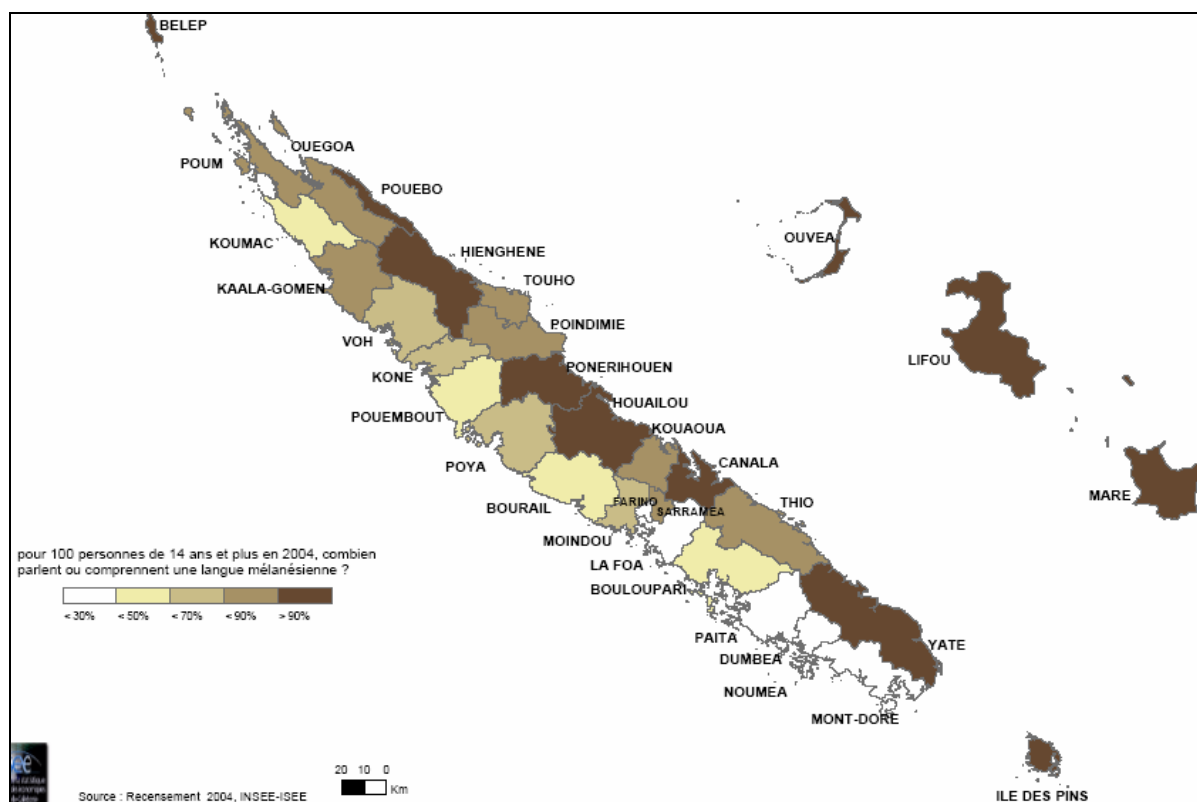 BELEP
OUEGOA
POUM
POUEBO
OUVEA
KOUMAC
HIENGHENE
TOUHO
KAALA-GOMEN
POINDIMIE
VOH
LIFOU
PONERIHOUEN
KONE
HOUAILOU
POUEMBOUT
KOUAOUA
CANALA
POYA
MARE
THIO
BOURAIL
FARINO
SARRAMEA
MOINDOU
pour 100 personnes de 14 ans et plus en 2004, combien
parlent ou comprennent une langue mélanésienne ?
LA FOA
BOULOUPARI
<30% <50% <70% <90% >90%
PAITA
YATE
DUMBEA
NOUMEA
MONT-DORE
20 10 0
Km
Source : Recensement 2004, INSEE-ISEE
ILE DES PINS